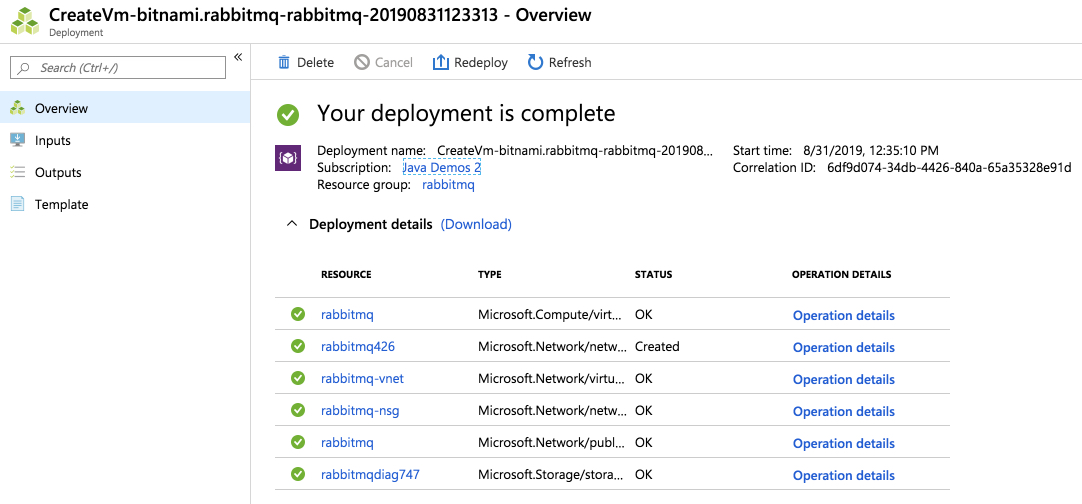 CreateVm-bitnami.rabbitmq-rabbitmq-20190831123313 - Overview
Deployment
Search (Ctrl+/)
«
Delete Cancel Redeploy Refresh
Overview
Inputs
Outputs
Template
Your deployment is complete
Deployment name: CreateVm-bitnami.rabbitmq-rabbitmq-201908... Start time: 8/31/2019, 12:35:10 PM
Subscription: Java Demos 2 Correlation ID: 6df9d074-34db-4426-840a-65a35328e91d
Resource group: rabbitmq
Deployment details (Download)
RESOURCE TYPE STATUS OPERATION DETAILS
rabbitmq Microsoft.Compute/virt... OK Operation details
rabbitmq426 Microsoft.Network/netw... Created Operation details
rabbitmq-vnet Microsoft.Network/virtu... OK Operation details
rabbitmq-nsg Microsoft.Network/netw... OK Operation details
rabbitmq Microsoft.Network/publ... OK Operation details
rabbitmqdiag747 Microsoft.Storage/stora... OK Operation details